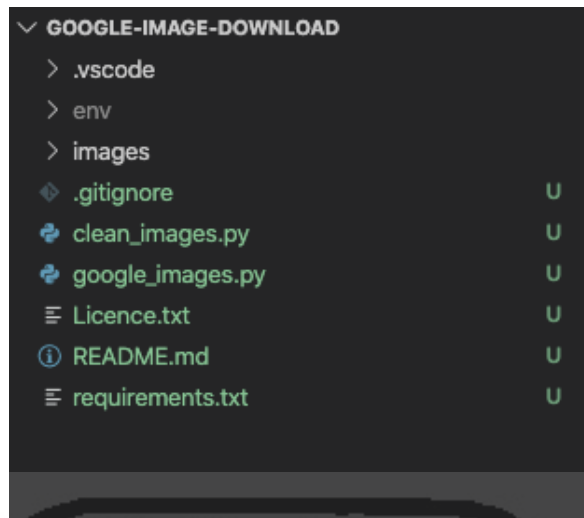 GOOGLE-IMAGE-DOWNLOAD
.vscode
env
images
.gitignore U
clean_images.py U
google_images.py U
Licence.txt U
README.md U
requirements.txt U